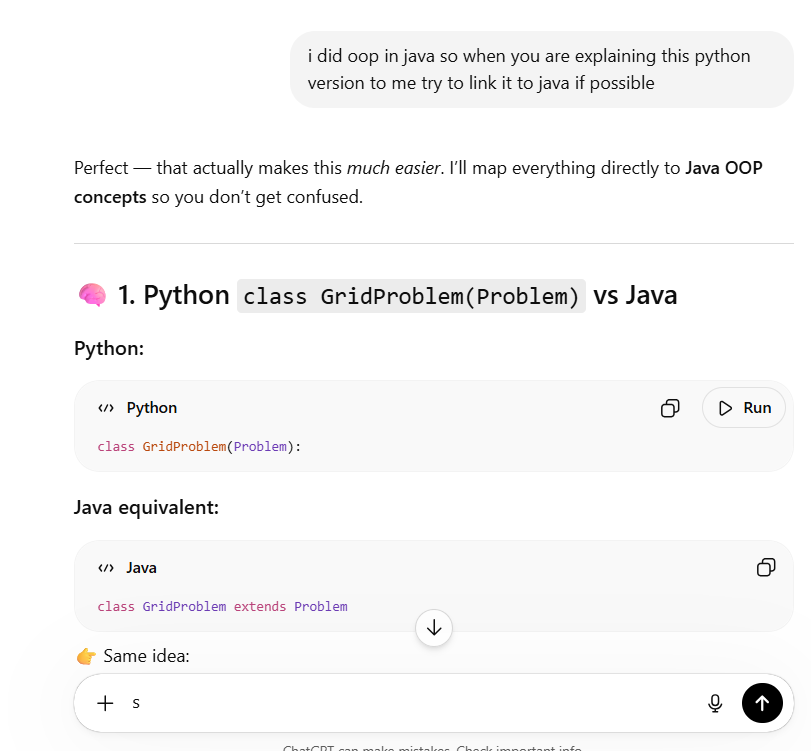 i did oop in java so when you are explaining this python
version to me try to link it to java if possible
Perfect — that actually makes this much easier. I’ll map everything directly to Java OOP
concepts so you don’t get confused.
🧠 1. Python class GridProblem(Problem) vs Java
Python:
</> Python
Run
class GridProblem(Problem):
Java equivalent:
</> Java
class GridProblem extends Problem
👉 Same idea:
s
ChatGPT can make mistakes. Check important info.